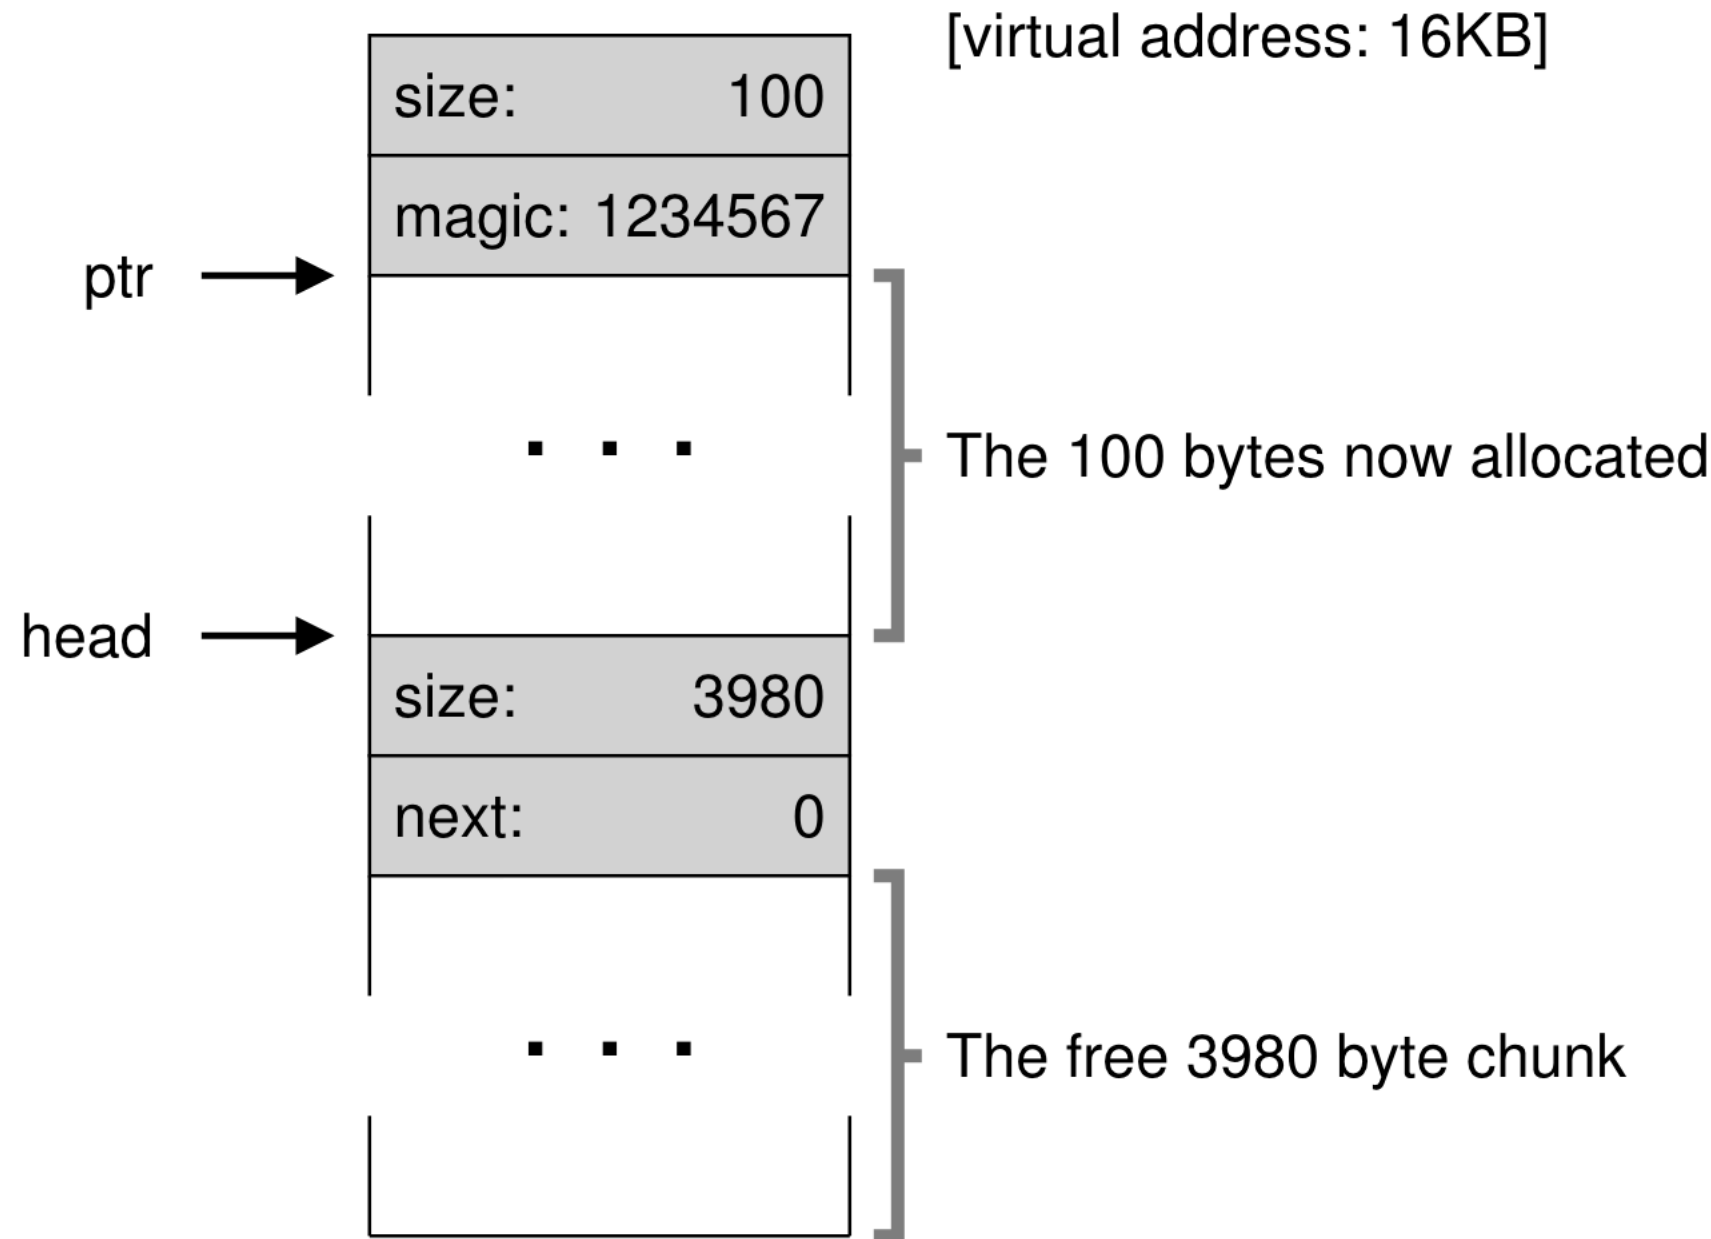 [virtual address: 16KB]
size: 100
magic: 1234567
ptr
. . .
The 100 bytes now allocated
head
size: 3980
next: 0
. . .
The free 3980 byte chunk